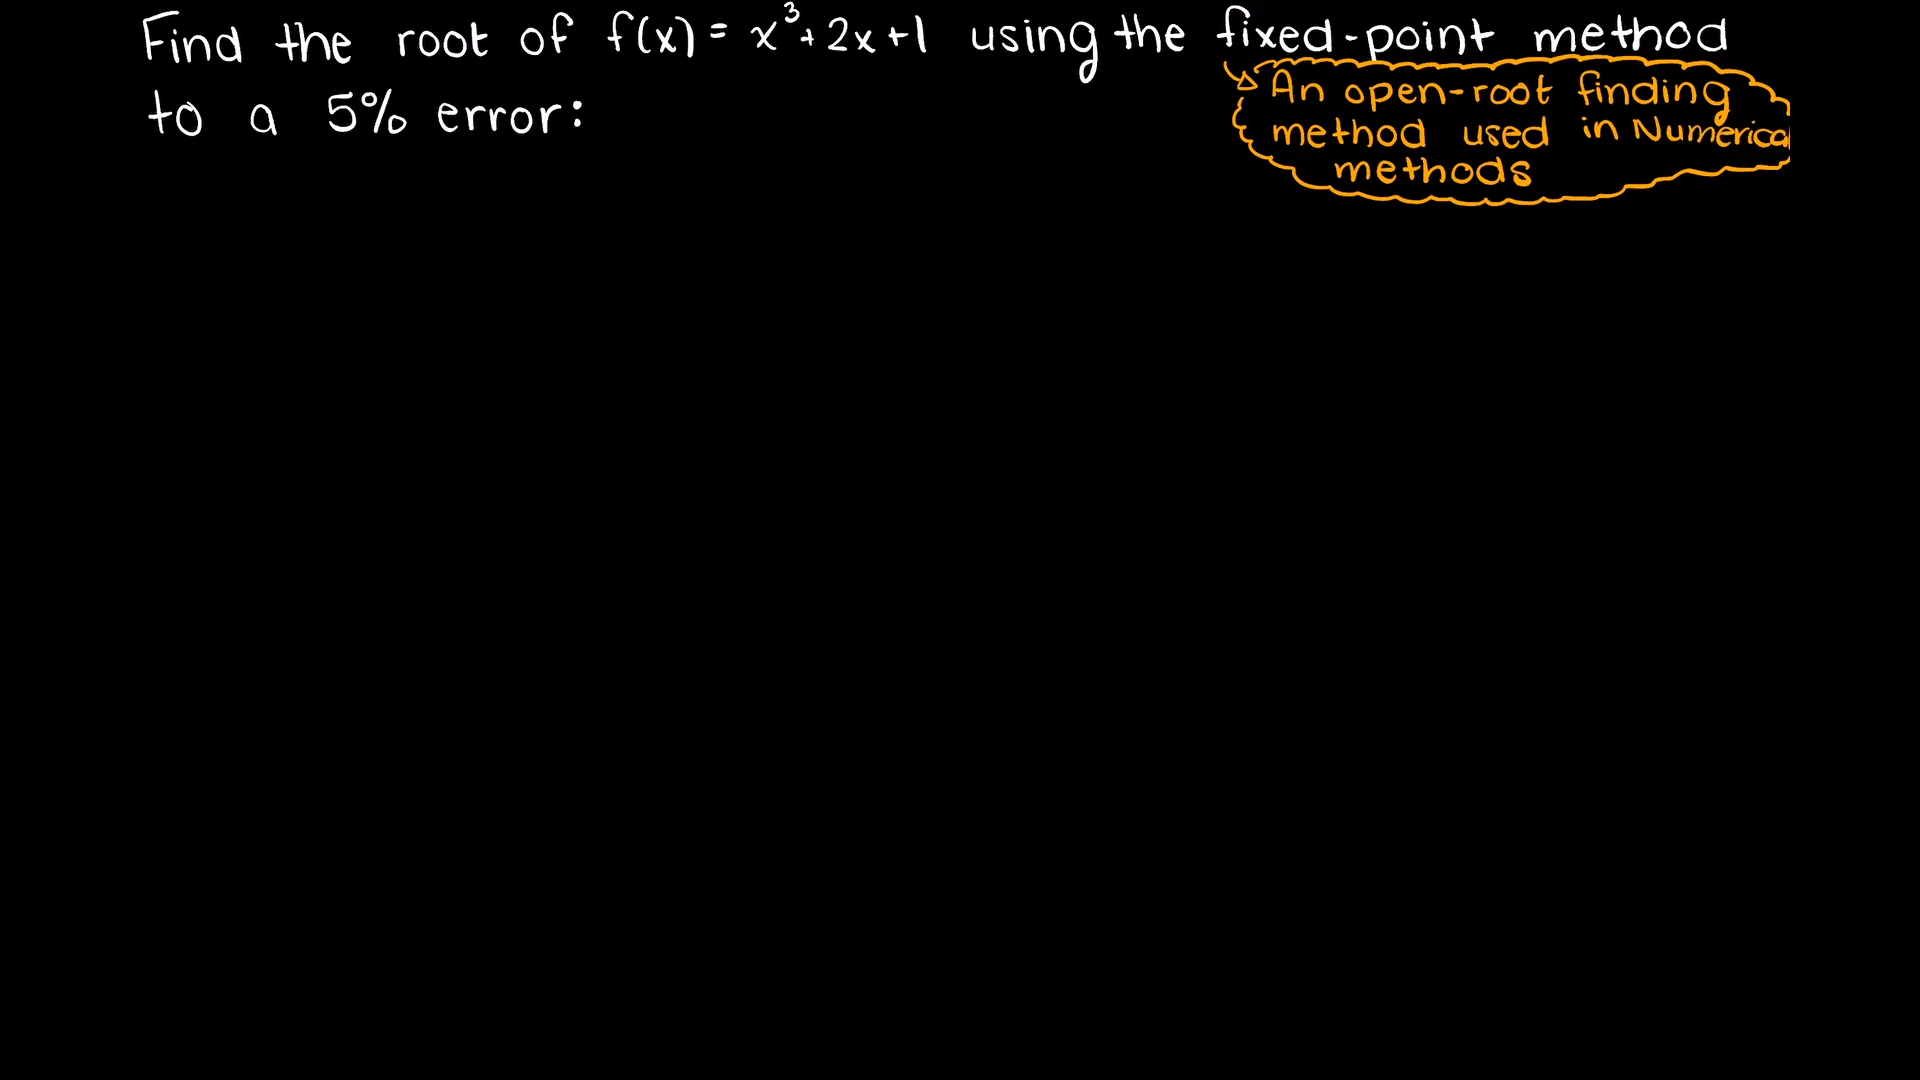 Find the root of f(x) = x³ + 2x + 1 using the fixed-point method
to a 5% error:
An open-root finding
method used in Numerica
methods